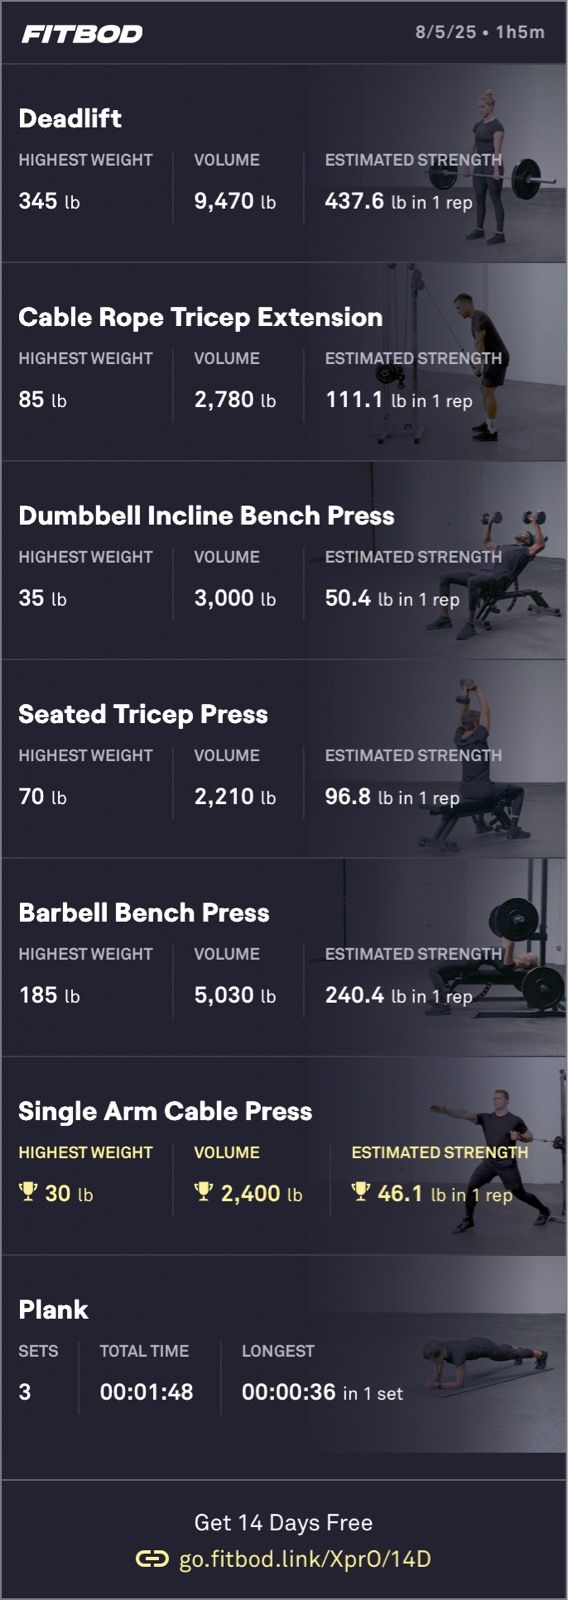 FITBOD 8/5/25 • 1h5m
Deadlift
HIGHEST WEIGHT VOLUME ESTIMATED STRENGTH
345 lb 9,470 lb 437.6 lb in 1 rep
Cable Rope Tricep Extension
HIGHEST WEIGHT VOLUME ESTIMATED STRENGTH
85 lb 2,780 lb 111.1 lb in 1 rep
Dumbbell Incline Bench Press
HIGHEST WEIGHT VOLUME ESTIMATED STRENGTH
35 lb 3,000 lb 50.4 lb in 1 rep
Seated Tricep Press
HIGHEST WEIGHT VOLUME ESTIMATED STRENGTH
70 lb 2,210 lb 96.8 lb in 1 rep
Barbell Bench Press
HIGHEST WEIGHT VOLUME ESTIMATED STRENGTH
185 lb 5,030 lb 240.4 lb in 1 rep
Single Arm Cable Press
HIGHEST WEIGHT VOLUME ESTIMATED STRENGTH
30 lb 2,400 lb 46.1 lb in 1 rep
Plank
SETS TOTAL TIME LONGEST
3 00:01:48 00:00:36 in 1 set
Get 14 Days Free
go.fitbod.link/XprO/14D